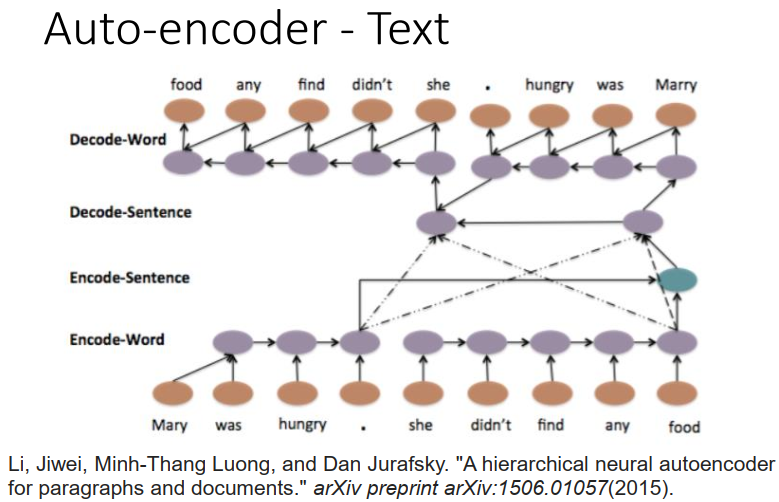 Auto-encoder - Text
food any find didn't she . hungry was Marry
Decode-Word
Decode-Sentence
Encode-Sentence
Encode-Word
Mary was hungry . she didn't find any food
Li, Jiwei, Minh-Thang Luong, and Dan Jurafsky. "A hierarchical neural autoencoder
for paragraphs and documents." arXiv preprint arXiv:1506.01057(2015).